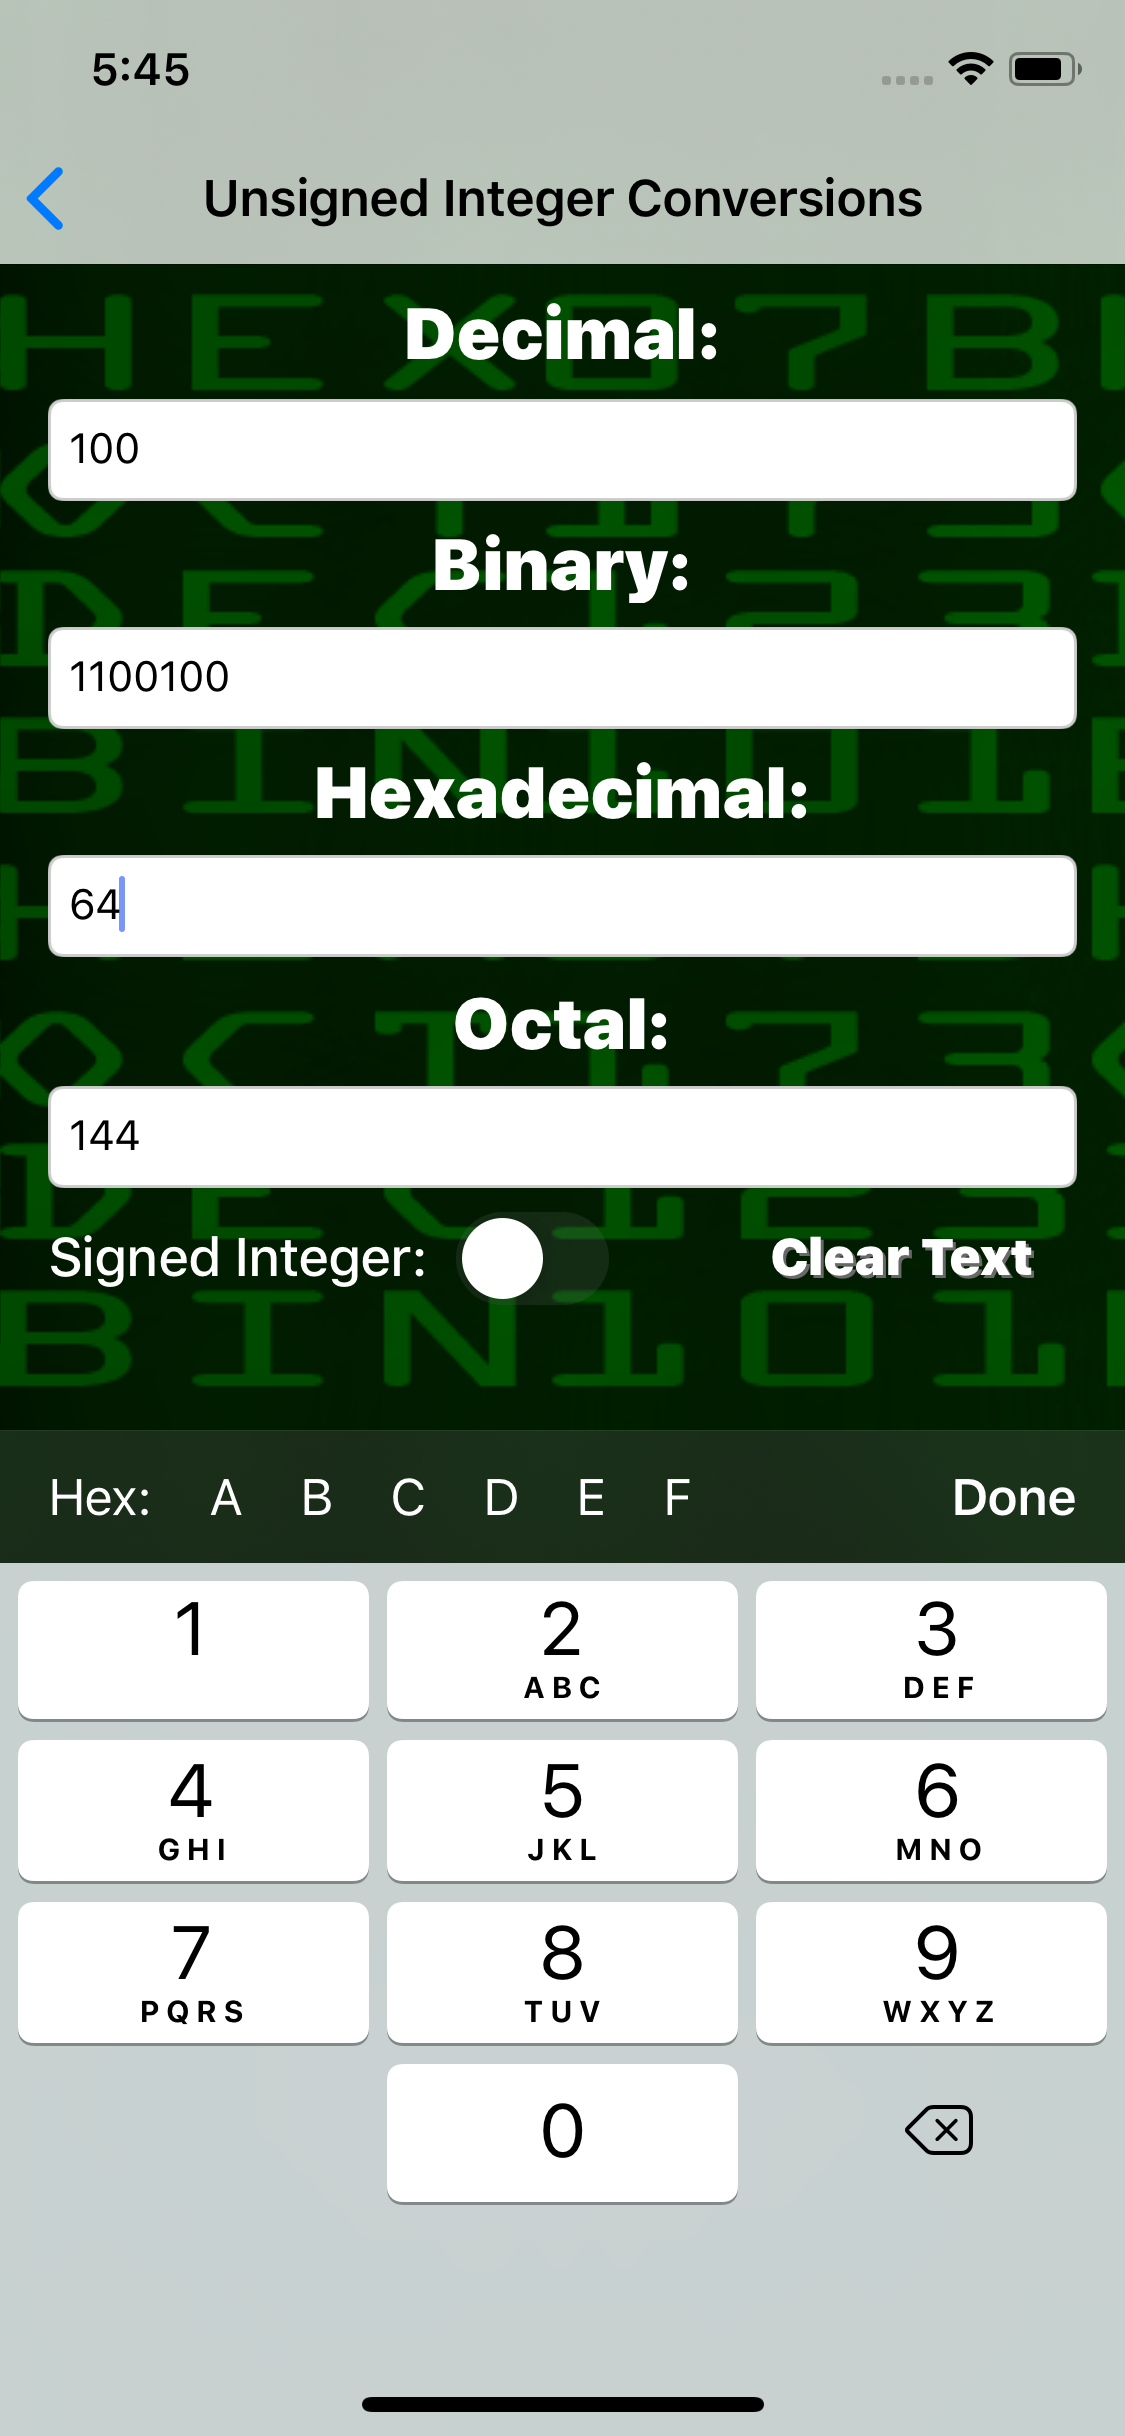 5:45
Unsigned Integer Conversions
Decimal:
100
Binary:
1100100
Hexadecimal:
64
Octal:
144
Signed Integer: Clear Text
Hex: A B C D E F Done
1 2 3
ABC DEF
4 5 6
GHI JKL MNO
7 8 9
PQRS TUV WXYZ
0